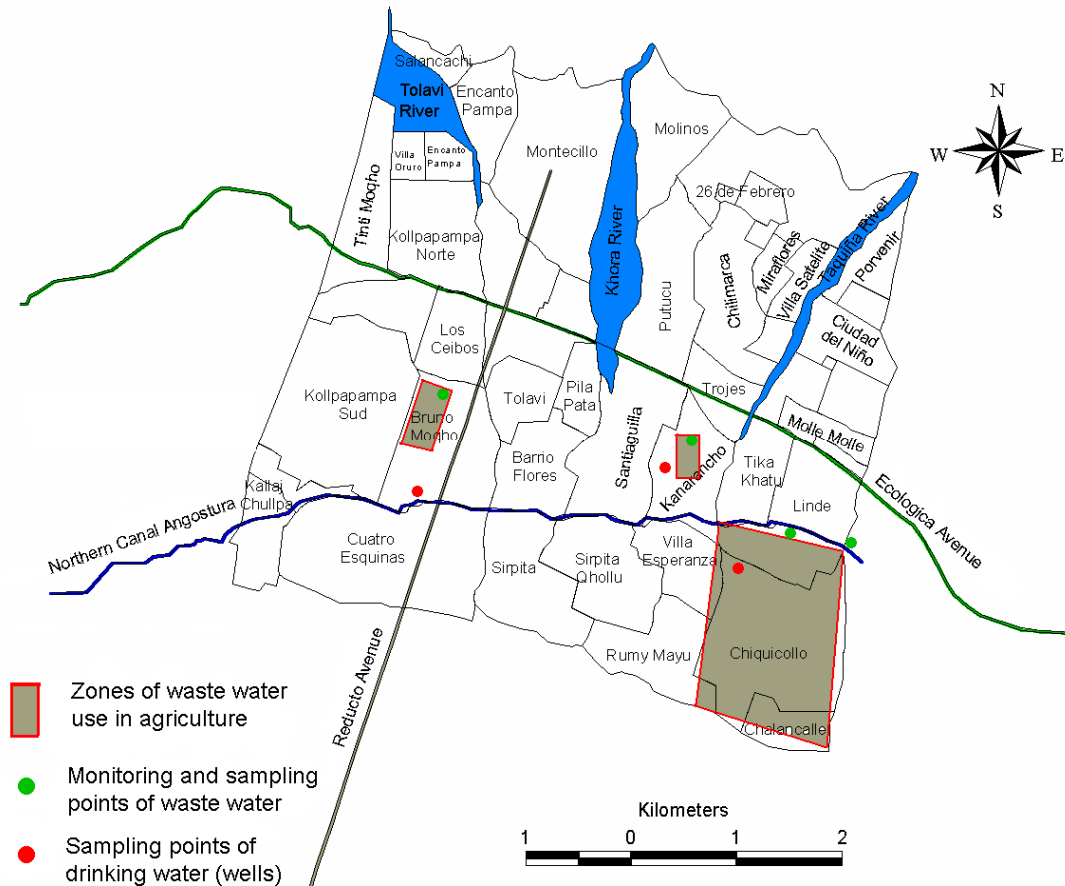 Salancachi
Tolavi
River
Encanto
Pampa
Villa
Oruro
Encanto
Pampa
Montecillo
Molinos
N
W
E
S
26 de Febrero
Tinti Moqho
Kollpapampa
Norte
Khora River
Putucu
Chilimarca
Miraflores
Villa Satelite
Taquiña River
Porvenir
Ciudad
del Niño
Los
Ceibos
Kollpapampa
Sud
Bruno
Moqho
Tolavi
Pila
Pata
Trojes
Molle Molle
Barrio
Flores
Santiaguilla
Kanarancho
Tika
Khatu
Linde
Ecologica Avenue
Kallaj
Chullpa
Northern Canal Angostura
Cuatro
Esquinas
Sirpita
Sirpita
Qhollu
Villa
Esperanza
Rumy Mayu
Chiquicollo
Chalancalle
Reducto Avenue
Zones of waste water
use in agriculture
Monitoring and sampling
points of waste water
Sampling points of
drinking water (wells)
Kilometers
1 0 1 2